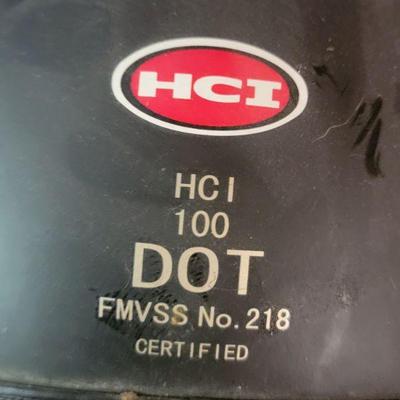 HCI
HCI
100
DOT
FMVSS No.218
CERTIFIED